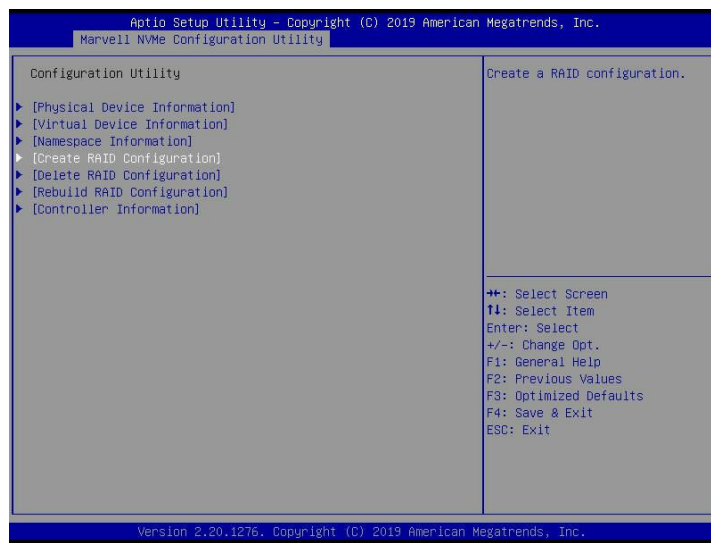 Aptio Setup Utility – Copyright (C) 2019 American Megatrends, Inc.
Marvell NVMe Configuration Utility
Configuration Utility
[Physical Device Information]
[Virtual Device Information]
[Namespace Information]
[Create RAID Configuration]
[Delete RAID Configuration]
[Rebuild RAID Configuration]
[Controller Information]
Create a RAID configuration.
→←: Select Screen
↑↓: Select Item
Enter: Select
+/-: Change Opt.
F1: General Help
F2: Previous Values
F3: Optimized Defaults
F4: Save & Exit
ESC: Exit
Version 2.20.1276. Copyright (C) 2019 American Megatrends, Inc.